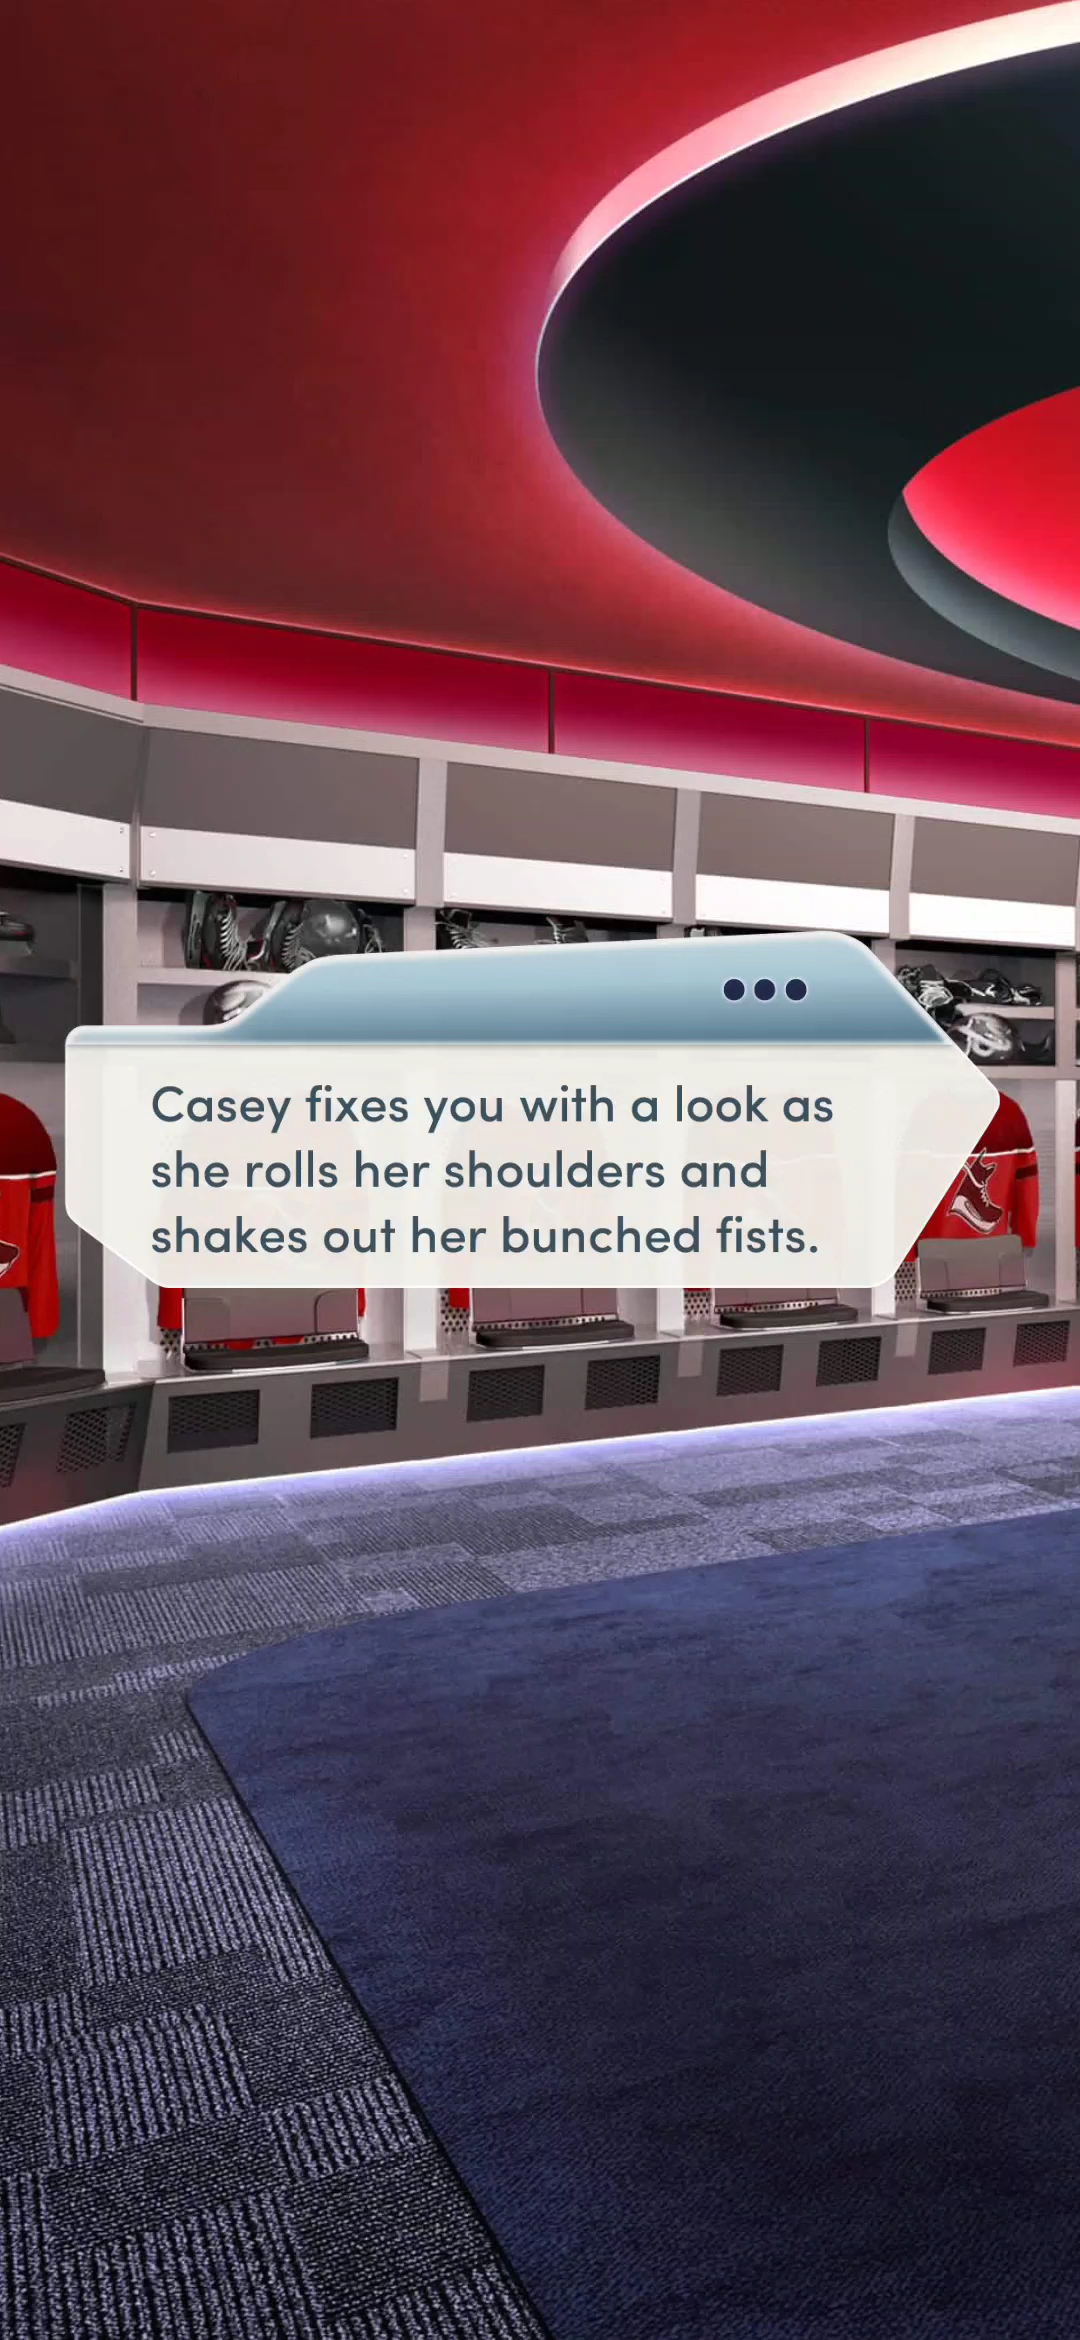 Casey fixes you with a look as
she rolls her shoulders and
shakes out her bunched fists.